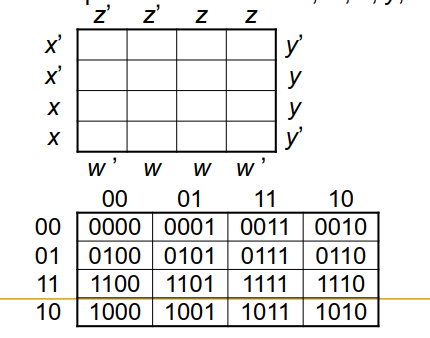 z' z' z z
x' y'
x' y
x y
x y'
w ' w w w '
00 01 11 10
00 0000 0001 0011 0010
01 0100 0101 0111 0110
11 1100 1101 1111 1110
10 1000 1001 1011 1010